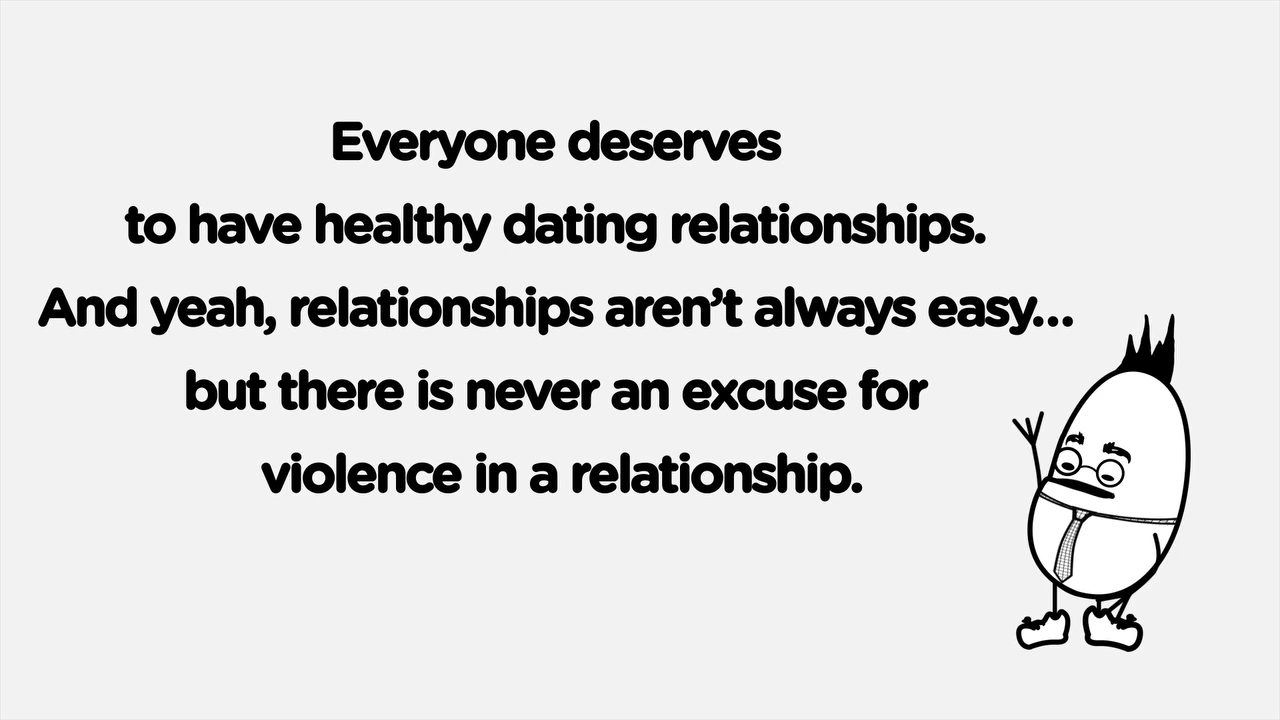 Everyone deserves
to have healthy dating relationships.
And yeah, relationships aren’t always easy...
but there is never an excuse for
violence in a relationship.